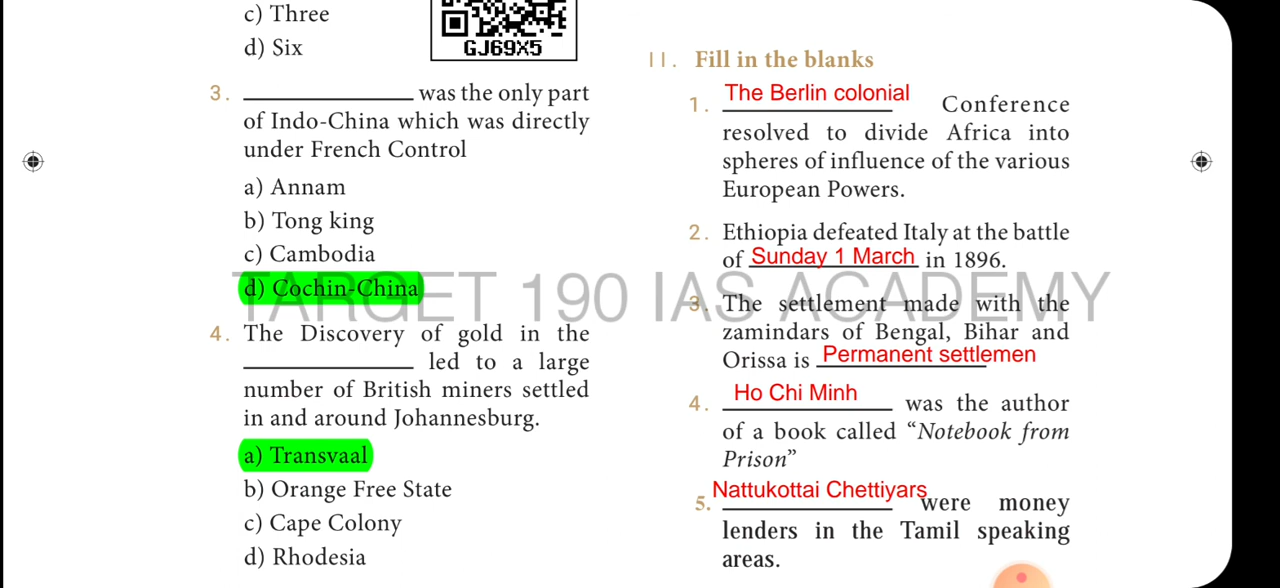 c) Three
d) Six
GJ69X5
3. ____________ was the only part
of Indo-China which was directly
under French Control
a) Annam
b) Tong king
c) Cambodia
d) Cochin-China
4. The Discovery of gold in the
____________ led to a large
number of British miners settled
in and around Johannesburg.
a) Transvaal
b) Orange Free State
c) Cape Colony
d) Rhodesia
II. Fill in the blanks
1. The Berlin colonial Conference
resolved to divide Africa into
spheres of influence of the various
European Powers.
2. Ethiopia defeated Italy at the battle
of Sunday 1 March in 1896.
TARGET 190 IAS ACADEMY
3. The settlement made with the
zamindars of Bengal, Bihar and
Orissa is Permanent settlemen
4. Ho Chi Minh was the author
of a book called “Notebook from
Prison”
5. Nattukottai Chettiyars were money
lenders in the Tamil speaking
areas.